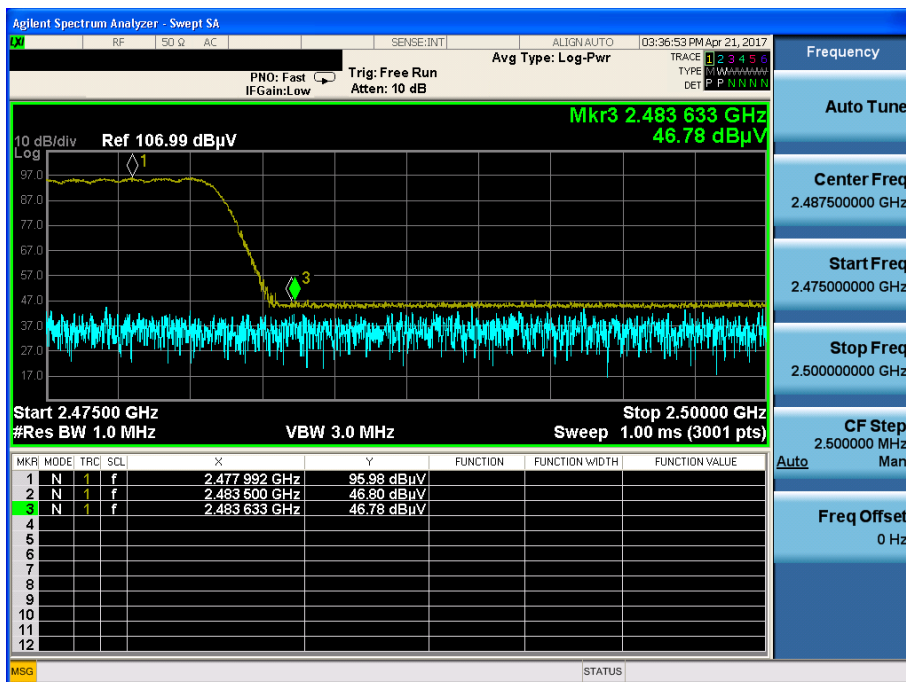 Agilent Spectrum Analyzer - Swept SA
LXI RF 50 Ω AC SENSE:INT ALIGN AUTO 03:36:53 PM Apr 21, 2017
Frequency
PNO: Fast
IFGain:Low
Trig: Free Run
Atten: 10 dB
Avg Type: Log-Pwr
TRACE 1 2 3 4 5 6
TYPE M W W W W W
DET P P N N N N
Auto Tune
Mkr3 2.483 633 GHz
46.78 dBµV
10 dB/div Ref 106.99 dBµV
Log
97.0
87.0
77.0
67.0
57.0
47.0
37.0
27.0
17.0
1
3
Center Freq
2.487500000 GHz
Start Freq
2.475000000 GHz
Stop Freq
2.500000000 GHz
Start 2.47500 GHz Stop 2.50000 GHz
#Res BW 1.0 MHz VBW 3.0 MHz Sweep 1.00 ms (3001 pts)
CF Step
2.500000 MHz
Auto Man
Freq Offset
0 Hz
MKR MODE TRC SCL X Y FUNCTION FUNCTION WIDTH FUNCTION VALUE
1 N 1 f 2.477 992 GHz 95.98 dBµV
2 N 1 f 2.483 500 GHz 46.80 dBµV
3 N 1 f 2.483 633 GHz 46.78 dBµV
4
5
6
7
8
9
10
11
12
MSG STATUS